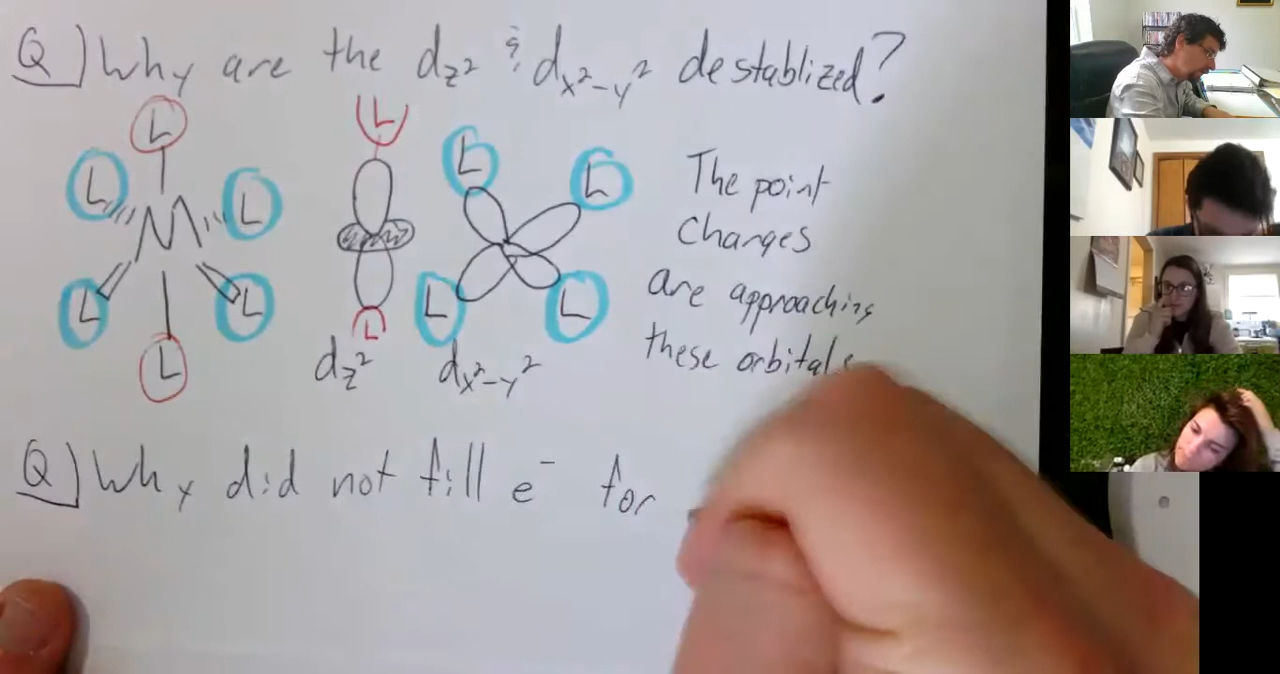 Q) Why are the dz² & dx²-y² destablized?
L
L L
M
L L
L
L
L
dz²
L L
L L
dx²-y²
The point
charges
are approaching
these orbitals
Q) Why did not fill e⁻ for